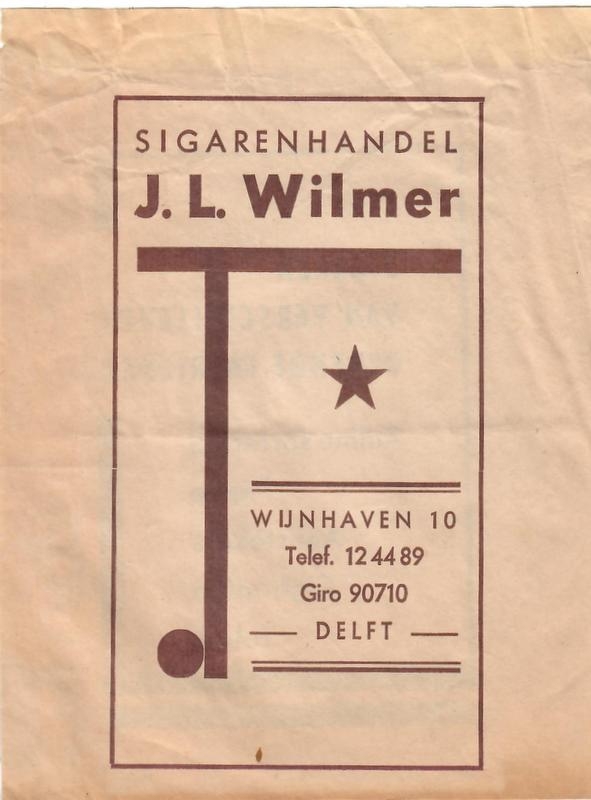 SIGARENHANDEL
J. L. Wilmer
WIJNHAVEN 10
Telef. 12 44 89
Giro 90710
DELFT